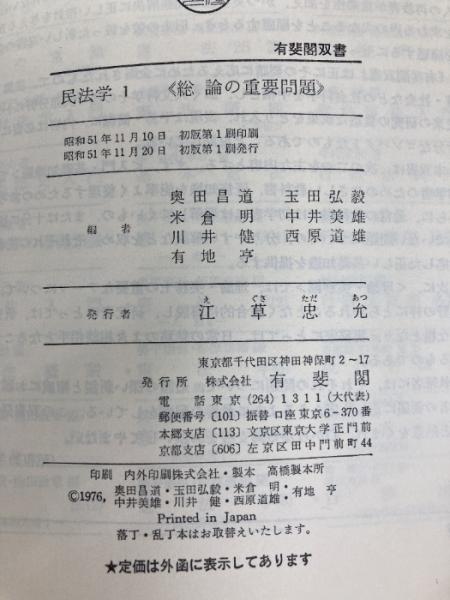 有斐閣双書
民法学 1 《総論の重要問題》
昭和51年11月10日 初版第1刷印刷
昭和51年11月20日 初版第1刷発行
奥田昌道 玉田弘毅
米倉明 中井美雄
編者
川井健 西原道雄
有地亨
え ぐさ ただ あつ
発行者 江草忠允
東京都千代田区神田神保町2~17
発行所 株式会社 有斐閣
電話 東京(264)1311(大代表)
郵便番号〔101〕振替口座東京6-370番
本郷支店〔113〕文京区東京大学正門前
京都支店〔606〕左京区田中門前町44
印刷 内外印刷株式会社・製本 高橋製本所
©1976, 奥田昌道・玉田弘毅・米倉 明・
中井美雄・川井 健・西原道雄・有地 亨
Printed in Japan
落丁・乱丁本はお取替えいたします。
★定価は外函に表示してあります